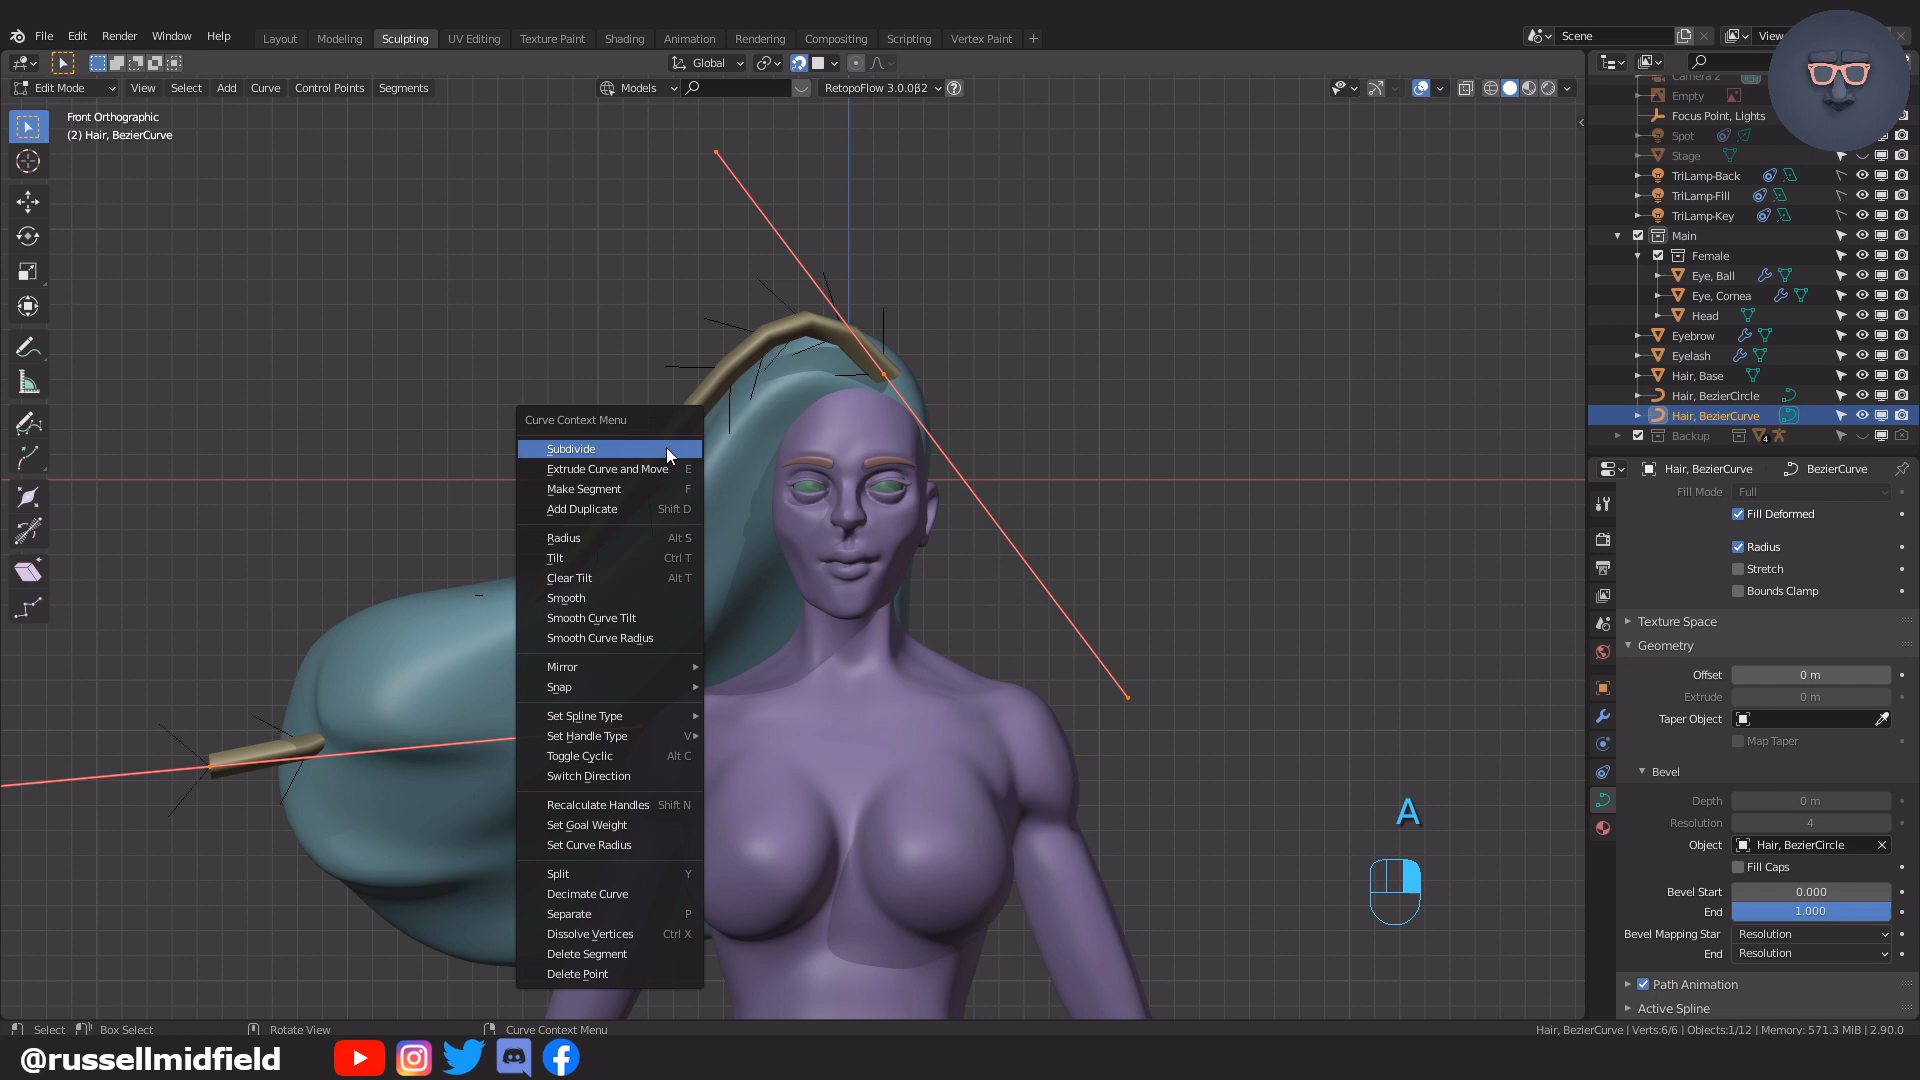 File Edit Render Window Help
Layout Modeling Sculpting UV Editing Texture Paint Shading Animation Rendering Compositing Scripting Vertex Paint +
Scene
View
Global
Edit Mode View Select Add Curve Control Points Segments
Models
RetopoFlow 3.0.0β2
Front Orthographic
(2) Hair, BezierCurve
Camera 2
Empty
Focus Point, Lights
Spot
Stage
TriLamp-Back
TriLamp-Fill
TriLamp-Key
Main
Female
Eye, Ball
Eye, Cornea
Head
Eyebrow
Eyelash
Hair, Base
Hair, BezierCircle
Hair, BezierCurve
Backup 4
Curve Context Menu
Subdivide
Extrude Curve and Move E
Make Segment F
Add Duplicate Shift D
Radius Alt S
Tilt Ctrl T
Clear Tilt Alt T
Smooth
Smooth Curve Tilt
Smooth Curve Radius
Mirror
Snap
Set Spline Type
Set Handle Type V
Toggle Cyclic Alt C
Switch Direction
Recalculate Handles Shift N
Set Goal Weight
Set Curve Radius
Split Y
Decimate Curve
Separate P
Dissolve Vertices Ctrl X
Delete Segment
Delete Point
A
Hair, BezierCurve BezierCurve
Fill Mode Full
Fill Deformed
Radius
Stretch
Bounds Clamp
Texture Space
Geometry
Offset 0 m
Extrude 0 m
Taper Object
Map Taper
Bevel
Depth 0 m
Resolution 4
Object Hair, BezierCircle
Fill Caps
Bevel Start 0.000
End 1.000
Bevel Mapping Star Resolution
End Resolution
Path Animation
Active Spline
Select Box Select Rotate View Curve Context Menu
Hair, BezierCurve | Verts:6/6 | Objects:1/12 | Memory: 571.3 MiB | 2.90.0
@russellmidfield